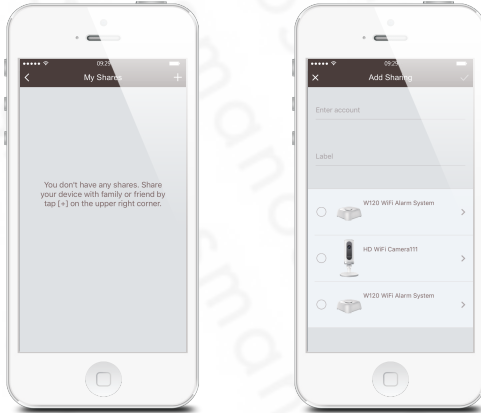 09:29
My Shares
You don't have any shares. Share
your device with family or friend by
tap [+] on the upper right corner.
09:29
Add Sharing
Enter account
Label
W120 WiFi Alarm System
HD WiFi Camera111
W120 WiFi Alarm System